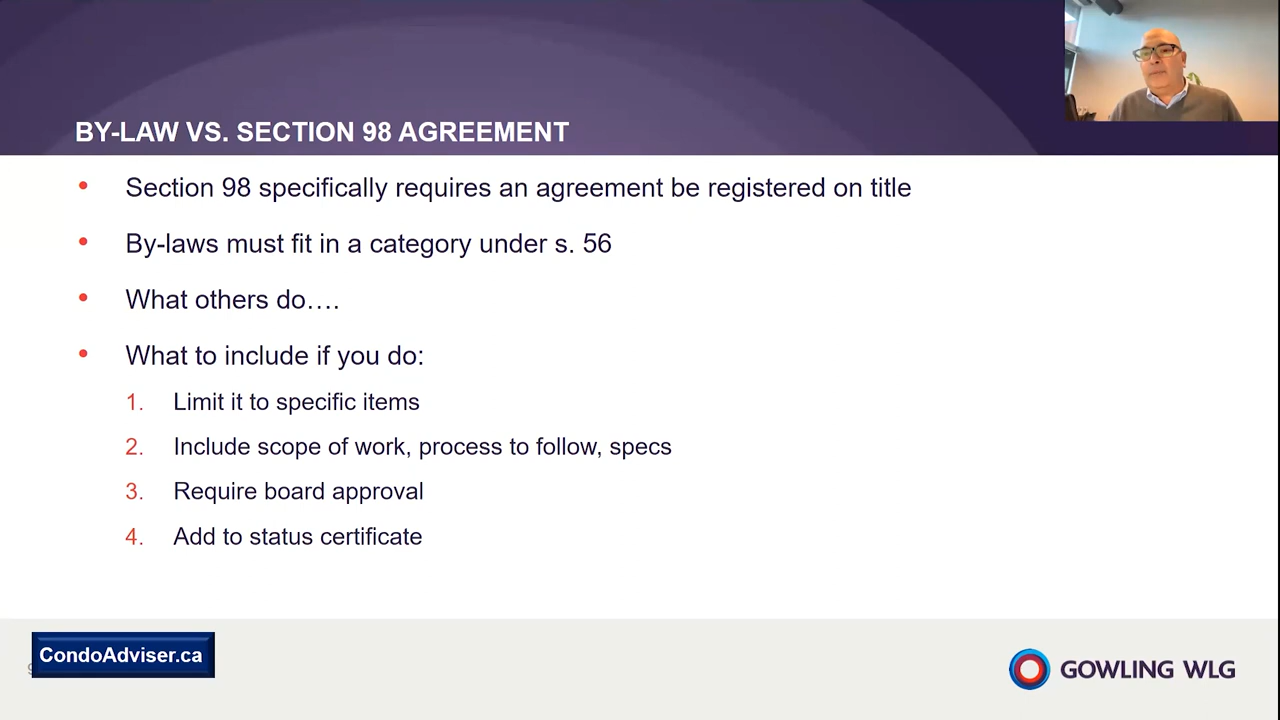 BY-LAW VS. SECTION 98 AGREEMENT
• Section 98 specifically requires an agreement be registered on title
• By-laws must fit in a category under s. 56
• What others do….
• What to include if you do:
1. Limit it to specific items
2. Include scope of work, process to follow, specs
3. Require board approval
4. Add to status certificate
CondoAdviser.ca
GOWLING WLG